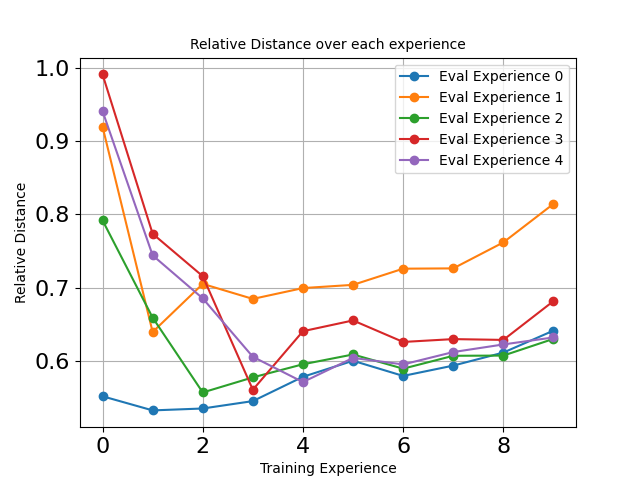 Relative Distance over each experience
Relative Distance
1.0
0.9
0.8
0.7
0.6
Eval Experience 0
Eval Experience 1
Eval Experience 2
Eval Experience 3
Eval Experience 4
0 2 4 6 8
Training Experience